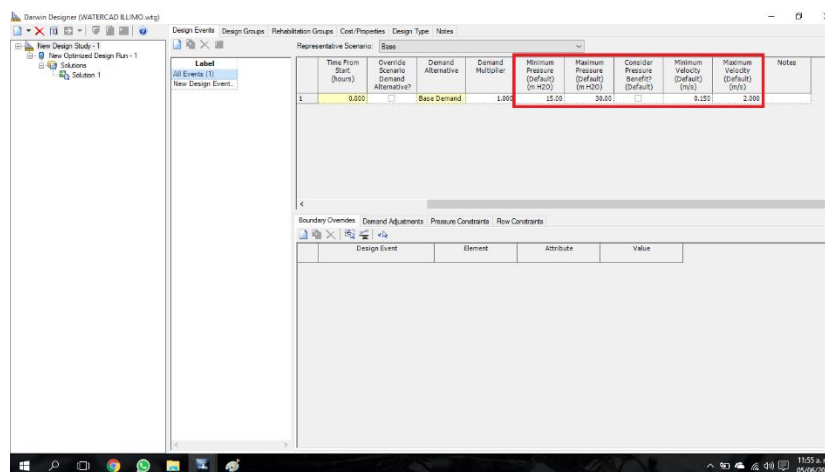 Darwin Designer (WATERCAD ILLIMO.wtg)
New Design Study - 1
New Optimized Design Run - 1
Solutions
Solution 1
Design Events Design Groups Rehabilitation Groups Cost/Properties Design Type Notes
Label
All Events (1)
New Design Event..
Representative Scenario: Base
Time From Start (hours) Override Scenario Demand Alternative? Demand Alternative Demand Multiplier Minimum Pressure (Default) (m H2O) Maximum Pressure (Default) (m H2O) Consider Pressure Benefit? (Default) Minimum Velocity (Default) (m/s) Maximum Velocity (Default) (m/s) Notes
1 0.000 Base Demand 1.000 15.00 30.00 0.150 2.000
Boundary Overrides Demand Adjustments Pressure Constraints Flow Constraints
Design Event Element Attribute Value
11:55 a.
05/06/20